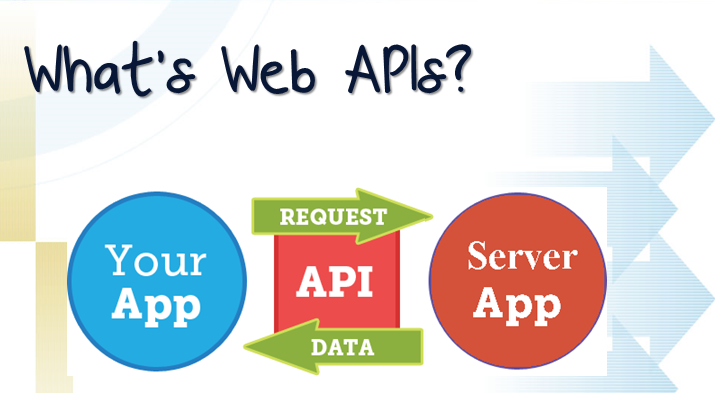 What's Web APIs?
REQUEST
Your
App
API
Server
App
DATA